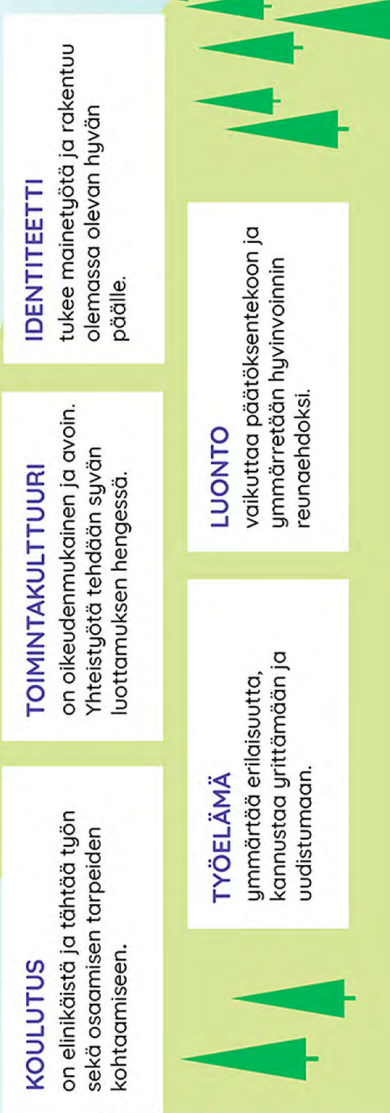 KOULUTUS
on elinikäistä ja tähtää työn
sekä osaamisen tarpeiden
kohtaamiseen.
TOIMINTAKULTTUURI
on oikeudenmukainen ja avoin.
Yhteistyötä tehdään syvän
luottamuksen hengessä.
IDENTITEETTI
tukee mainetyötä ja rakentuu
olemassa olevan hyvän
päälle.
TYÖELÄMÄ
ymmärtää erilaisuutta,
kannustaa yrittämään ja
uudistumaan.
LUONTO
vaikuttaa päätöksentekoon ja
ymmärretään hyvinvoinnin
reunaehdoksi.